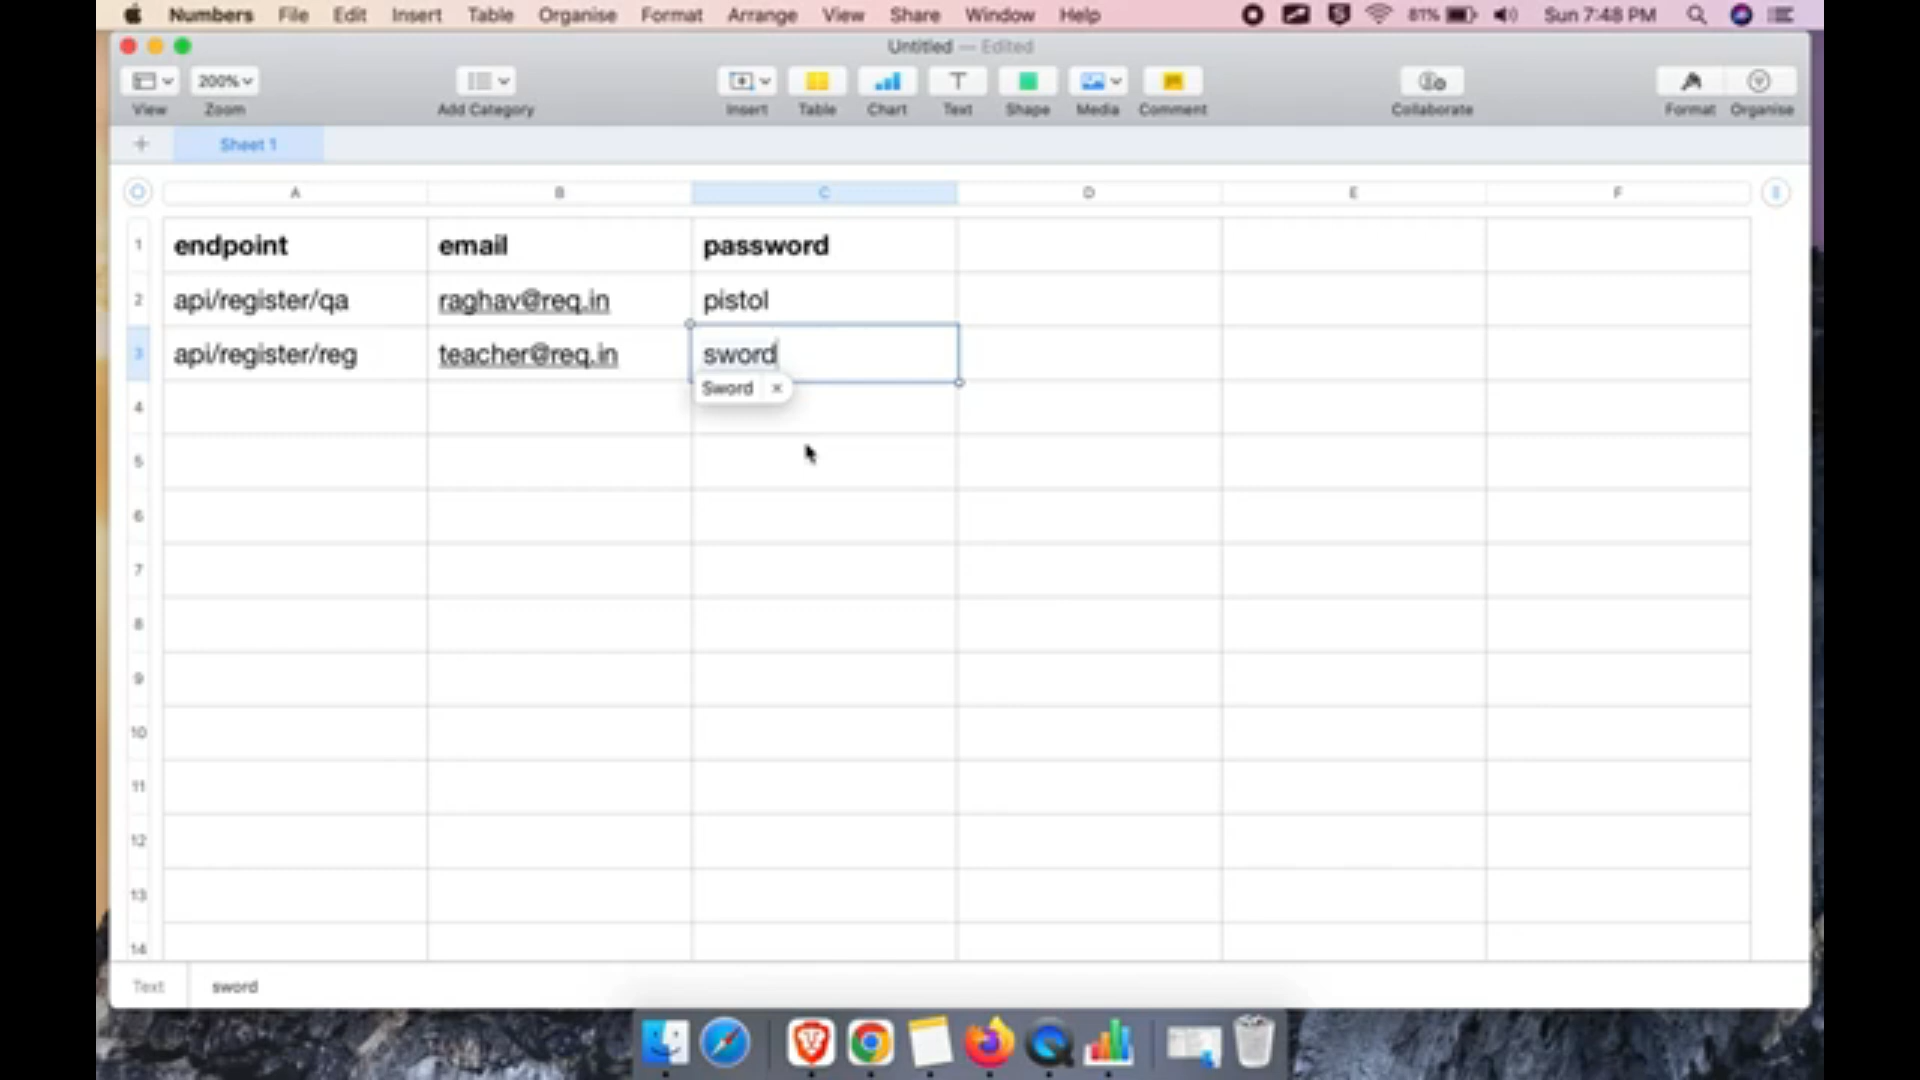 Numbers File Edit Insert Table Organise Format Arrange View Share Window Help 81% Sun 7:48 PM
Untitled — Edited
200%
View Zoom Add Category Insert Table Chart Text Shape Media Comment Collaborate Format Organise
Sheet 1
A B C D E F
1 endpoint email password
2 api/register/qa raghav@req.in pistol
3 api/register/reg teacher@req.in sword
Sword ×
4
5
6
7
8
9
10
11
12
13
14
Text sword